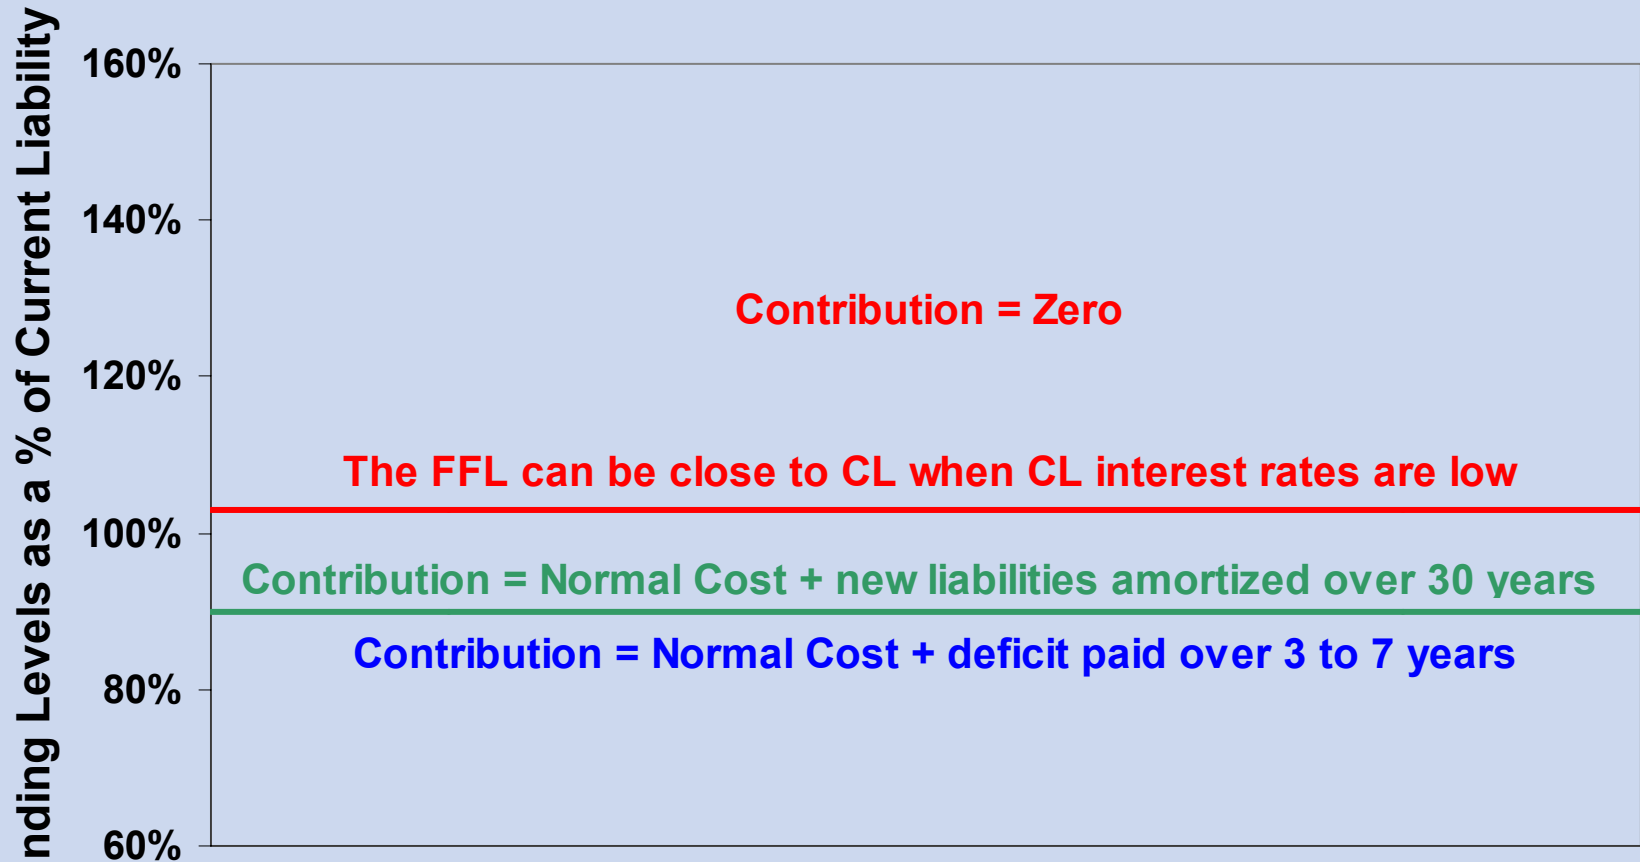 nding Levels as a % of Current Liability
160%
140%
Contribution = Zero
120%
The FFL can be close to CL when CL interest rates are low
100%
Contribution = Normal Cost + new liabilities amortized over 30 years
Contribution = Normal Cost + deficit paid over 3 to 7 years
80%
60%